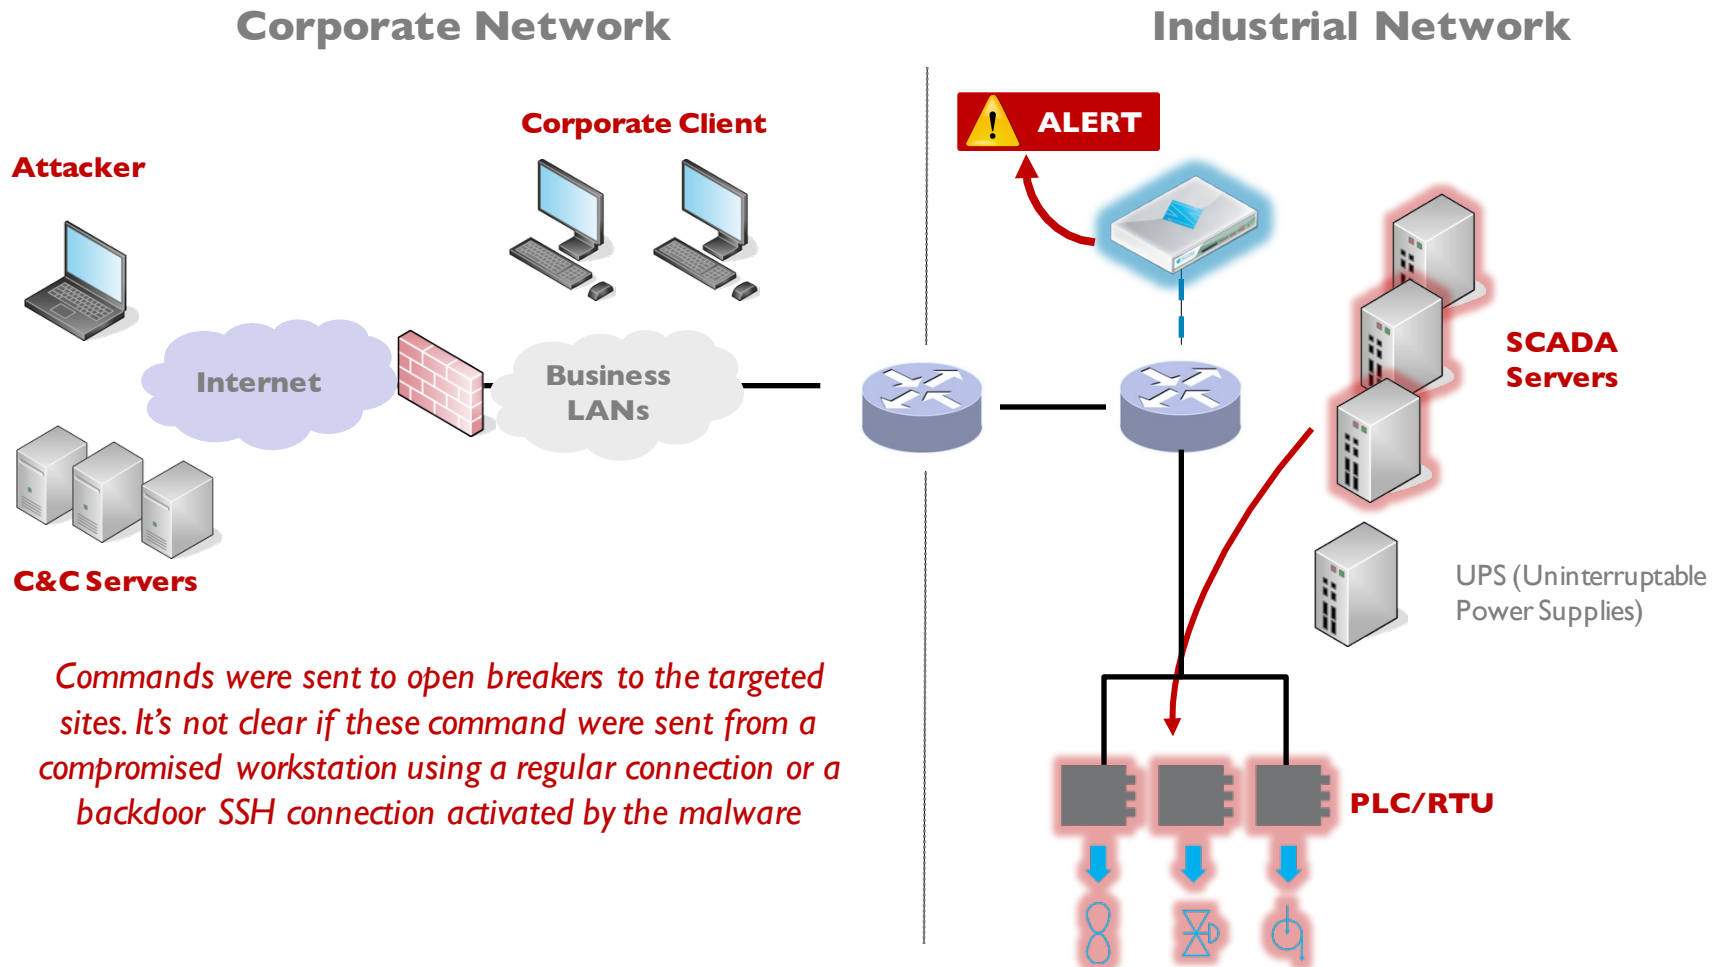 Corporate Network
Industrial Network
ALERT
Corporate Client
Attacker
SCADA
Servers
Internet
Business
LANs
C&C Servers
UPS (Uninterruptable
Power Supplies)
Commands were sent to open breakers to the targeted
sites. It's not clear if these command were sent from a
compromised workstation using a regular connection or a
backdoor SSH connection activated by the malware
PLC/RTU